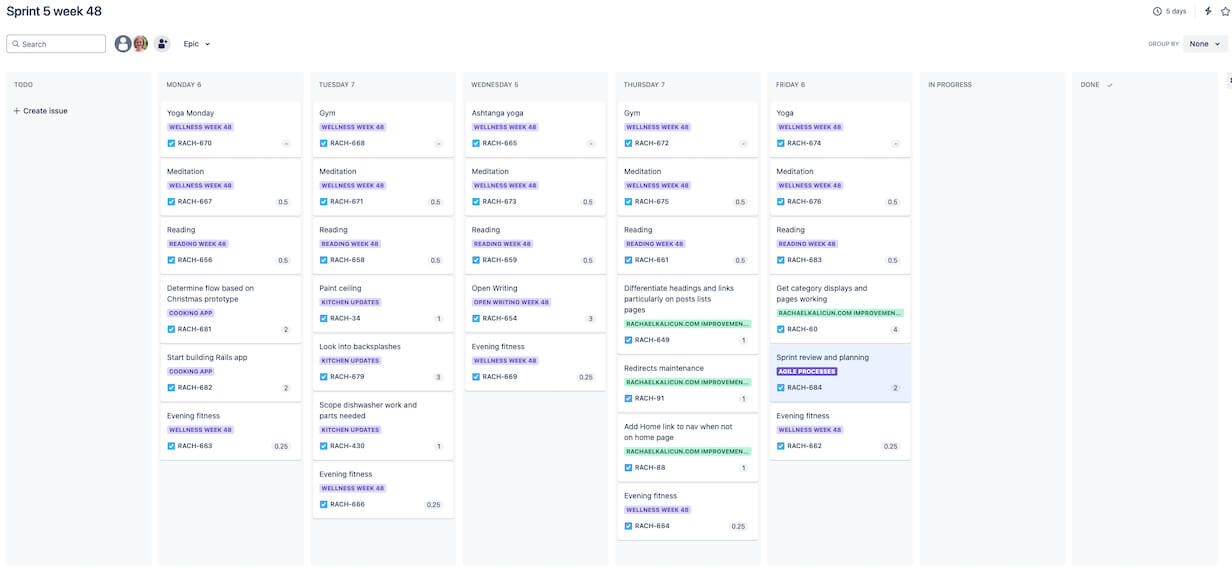 Sprint 5 week 48
5 days
Search
Epic
GROUP BY
None
TODO
+ Create issue
MONDAY 6
Yoga Monday
WELLNESS WEEK 48
RACH-670
-
Meditation
WELLNESS WEEK 48
RACH-667
0.5
Reading
READING WEEK 48
RACH-656
0.5
Determine flow based on
Christmas prototype
COOKING APP
RACH-681
2
Start building Rails app
COOKING APP
RACH-682
2
Evening fitness
WELLNESS WEEK 48
RACH-663
0.25
TUESDAY 7
Gym
WELLNESS WEEK 48
RACH-668
-
Meditation
WELLNESS WEEK 48
RACH-671
0.5
Reading
READING WEEK 48
RACH-658
0.5
Paint ceiling
KITCHEN UPDATES
RACH-34
1
Look into backsplashes
KITCHEN UPDATES
RACH-679
3
Scope dishwasher work and
parts needed
KITCHEN UPDATES
RACH-430
1
Evening fitness
WELLNESS WEEK 48
RACH-666
0.25
WEDNESDAY 5
Ashtanga yoga
WELLNESS WEEK 48
RACH-665
-
Meditation
WELLNESS WEEK 48
RACH-673
0.5
Reading
READING WEEK 48
RACH-659
0.5
Open Writing
OPEN WRITING WEEK 48
RACH-654
3
Evening fitness
WELLNESS WEEK 48
RACH-669
0.25
THURSDAY 7
Gym
WELLNESS WEEK 48
RACH-672
-
Meditation
WELLNESS WEEK 48
RACH-675
0.5
Reading
READING WEEK 48
RACH-661
0.5
Differentiate headings and links
particularly on posts lists
pages
RACHAELKALICUN.COM IMPROVEMEN...
RACH-649
1
Redirects maintenance
RACHAELKALICUN.COM IMPROVEMEN...
RACH-91
1
Add Home link to nav when not
on home page
RACHAELKALICUN.COM IMPROVEMEN...
RACH-88
1
Evening fitness
WELLNESS WEEK 48
RACH-664
0.25
FRIDAY 6
Yoga
WELLNESS WEEK 48
RACH-674
-
Meditation
WELLNESS WEEK 48
RACH-676
0.5
Reading
READING WEEK 48
RACH-683
0.5
Get category displays and
pages working
RACHAELKALICUN.COM IMPROVEMEN...
RACH-60
4
Sprint review and planning
AGILE PROCESSES
RACH-684
2
Evening fitness
WELLNESS WEEK 48
RACH-662
0.25
IN PROGRESS
DONE